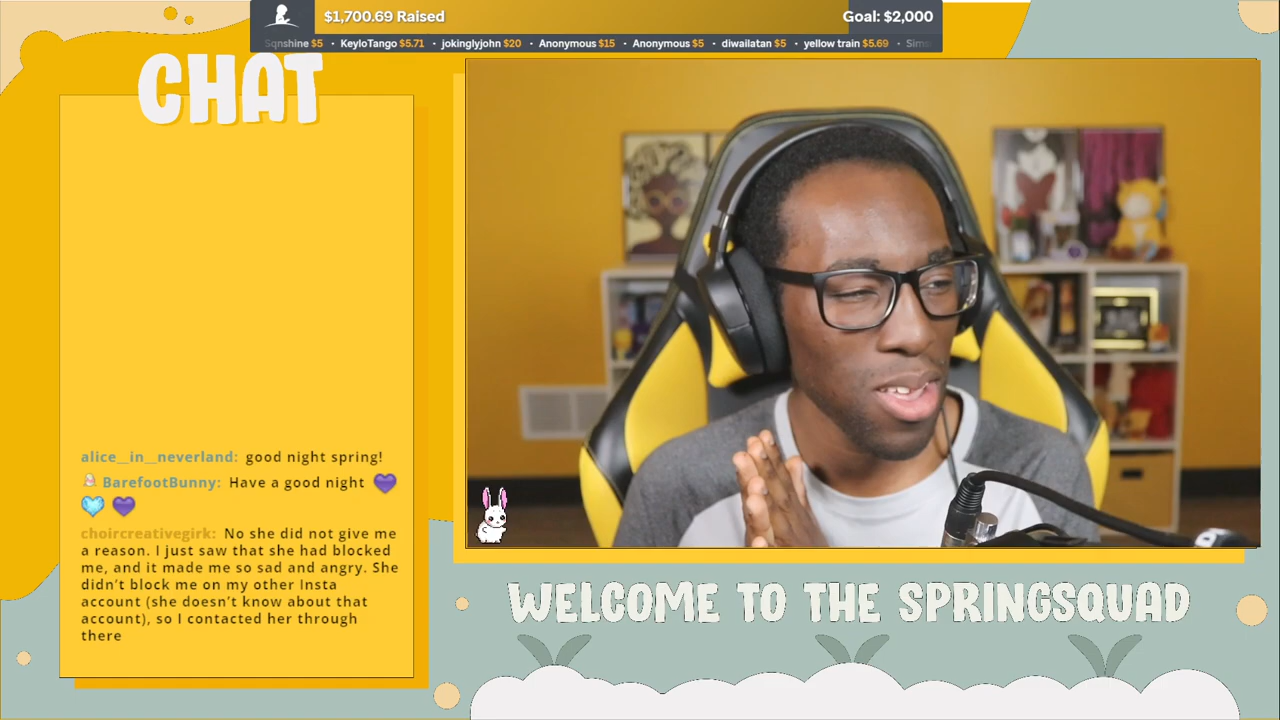 $1,700.69 Raised
Goal: $2,000
Sqnshine $5 · KeyloTango $5.71 · jokinglyjohn $20 · Anonymous $15 · Anonymous $5 · diwailatan $5 · yellow train $5.69 ·
CHAT
alice__in__neverland: good night spring!
BarefootBunny: Have a good night
choircreativegirk: No she did not give me
a reason. I just saw that she had blocked
me, and it made me so sad and angry. She
didn't block me on my other Insta
account (she doesn't know about that
account), so I contacted her through
there
WELCOME TO THE SPRINGSQUAD